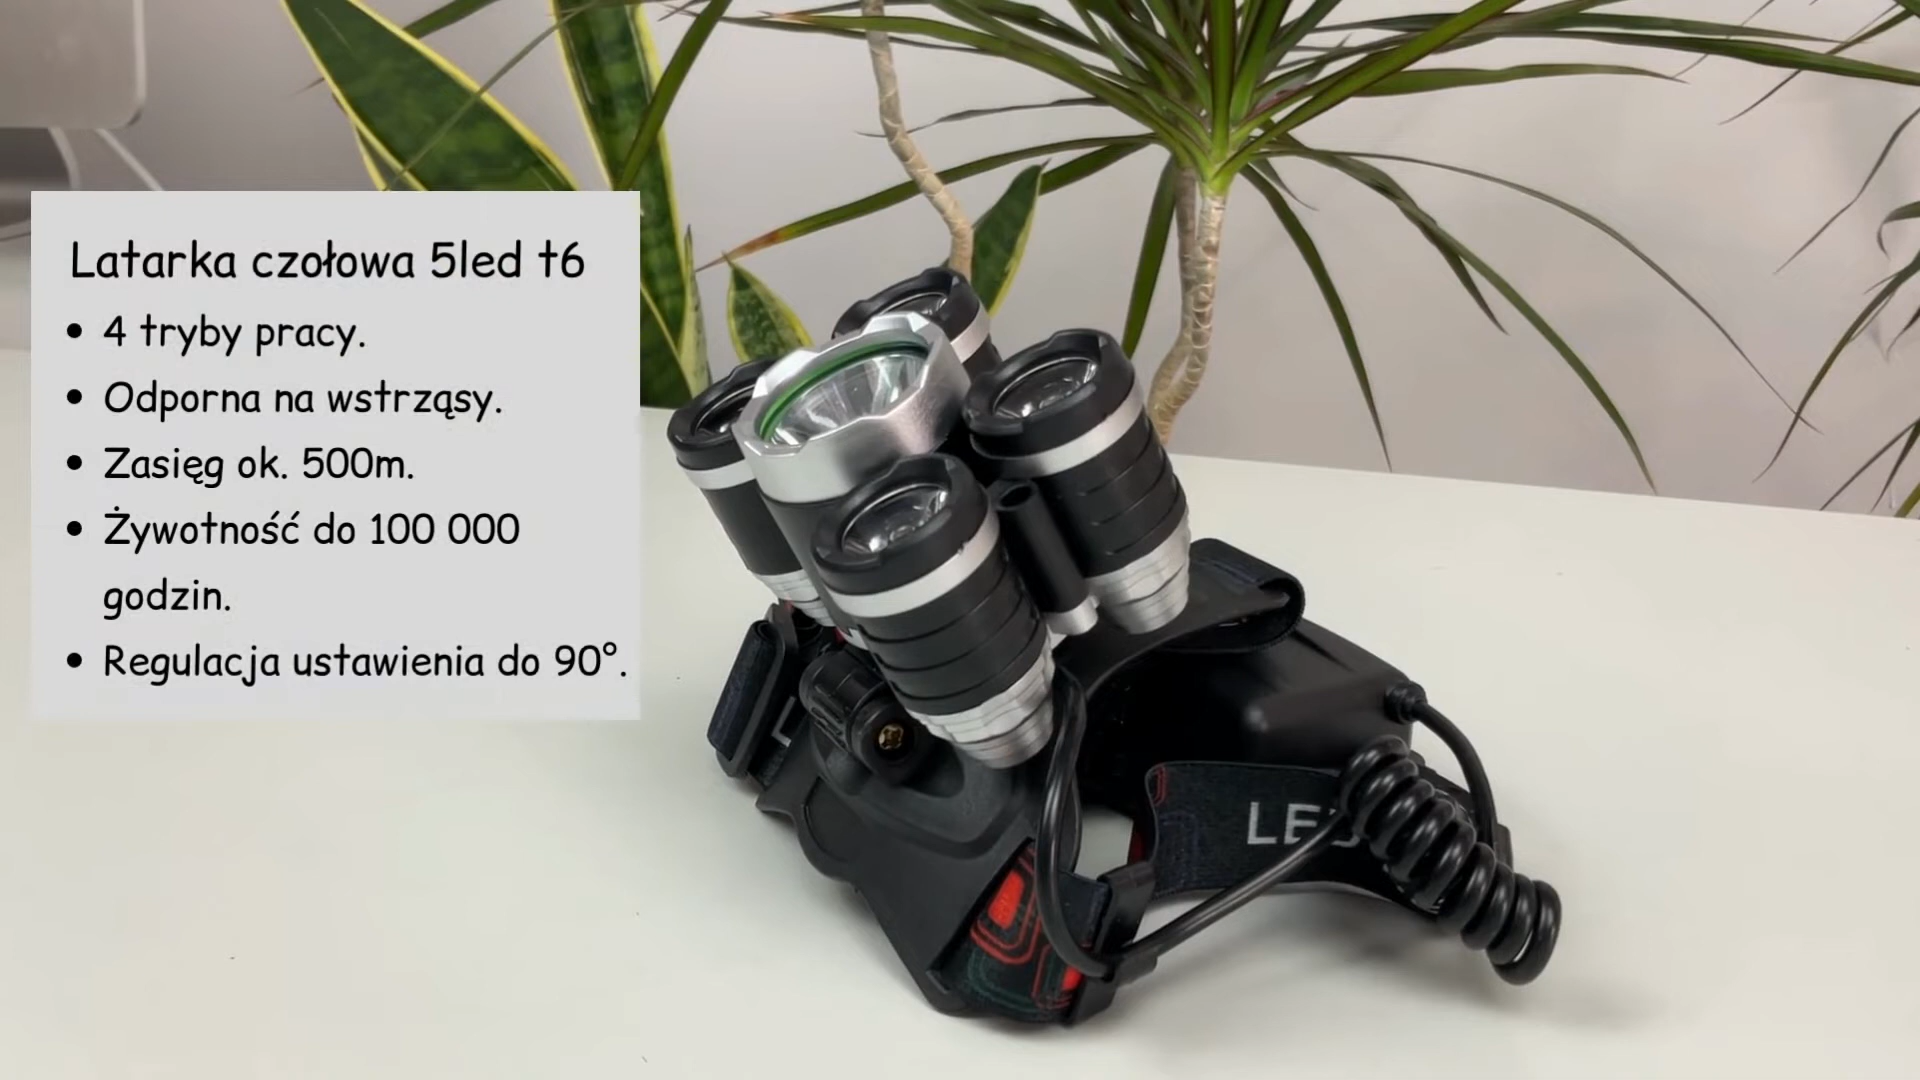 Latarka czołowa 5led t6
• 4 tryby pracy.
• Odporna na wstrząsy.
• Zasięg ok. 500m.
• Żywotność do 100 000
godzin.
• Regulacja ustawienia do 90°.
LED